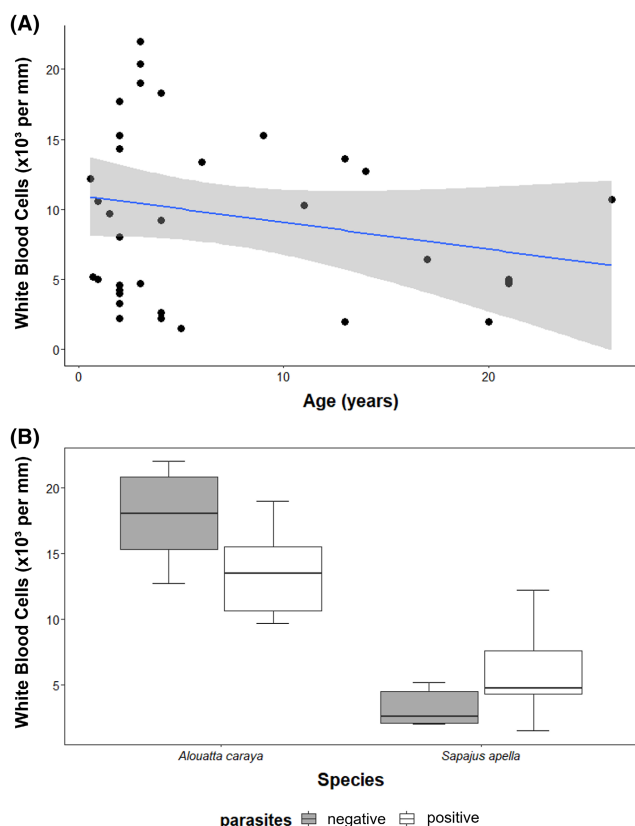 (A)
White Blood Cells (x10³ per mm)
20
15
10
5
0
0 10 20
Age (years)
(B)
White Blood Cells (x10³ per mm)
20
15
10
5
Alouatta caraya Sapajus apella
Species
parasites negative positive